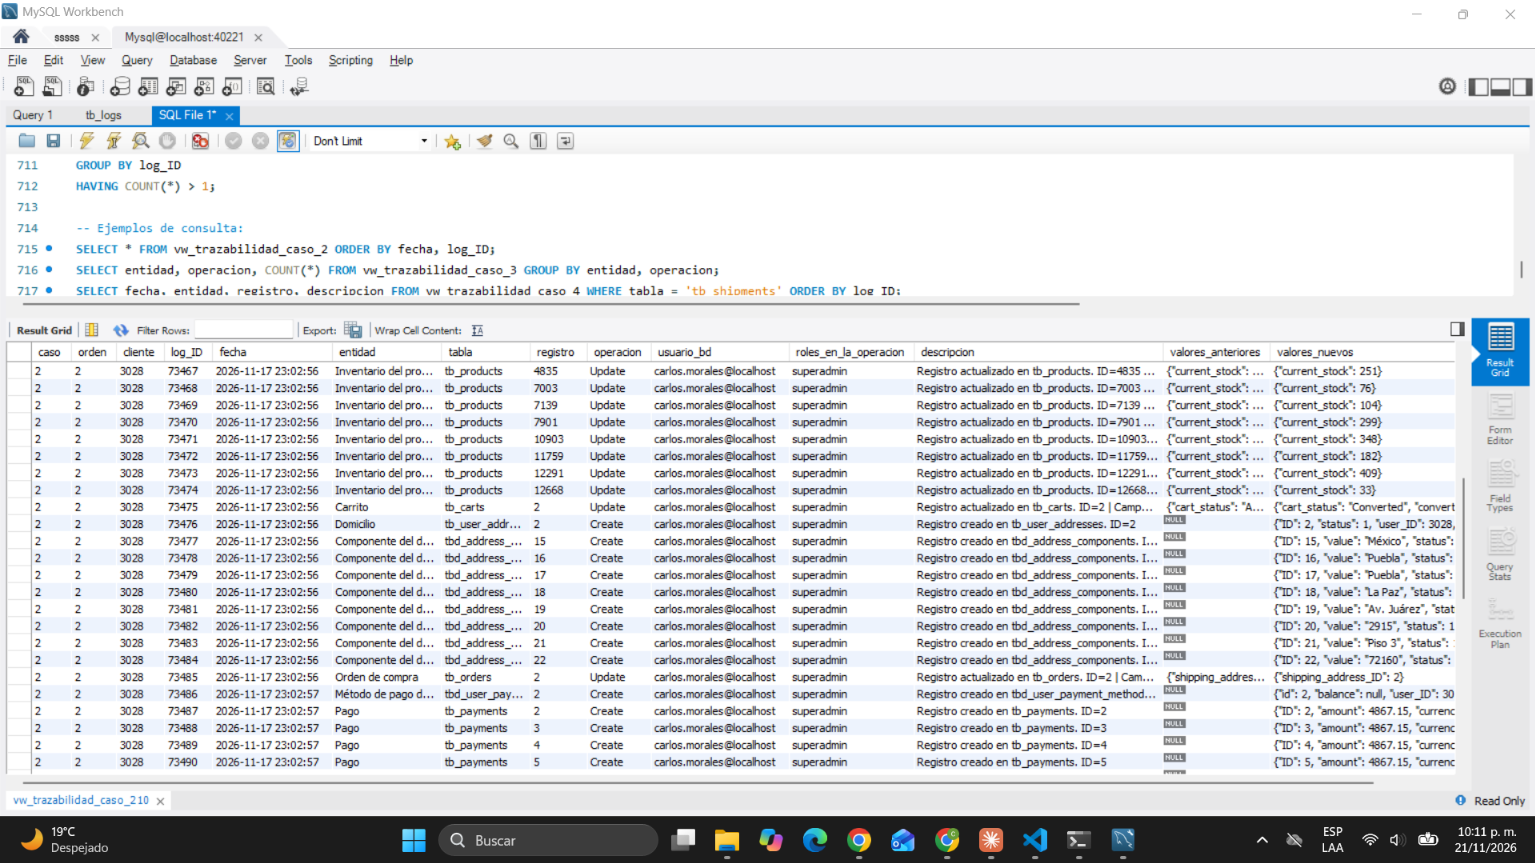 MySQL Workbench
sssss
Mysql@localhost:40221
File Edit View Query Database Server Tools Scripting Help
Query 1 tb_logs SQL File 1*
Don't Limit
711 GROUP BY log_ID
712 HAVING COUNT(*) > 1;
713
714 -- Ejemplos de consulta:
715 SELECT * FROM vw_trazabilidad_caso_2 ORDER BY fecha, log_ID;
716 SELECT entidad, operacion, COUNT(*) FROM vw_trazabilidad_caso_3 GROUP BY entidad, operacion;
717 SELECT fecha, entidad, registro, descripcion FROM vw_trazabilidad_caso_4 WHERE tabla = 'tb_shipments' ORDER BY log_ID;
Result Grid Filter Rows: Export: Wrap Cell Content:
caso orden cliente log_ID fecha entidad tabla registro operacion usuario_bd roles_en_la_operacion descripcion valores_anteriores valores_nuevos
2 2 3028 73467 2026-11-17 23:02:56 Inventario del pro... tb_products 4835 Update carlos.morales@localhost superadmin Registro actualizado en tb_products. ID=4835 ... {"current_stock": ... {"current_stock": 251}
2 2 3028 73468 2026-11-17 23:02:56 Inventario del pro... tb_products 7003 Update carlos.morales@localhost superadmin Registro actualizado en tb_products. ID=7003 ... {"current_stock": ... {"current_stock": 76}
2 2 3028 73469 2026-11-17 23:02:56 Inventario del pro... tb_products 7139 Update carlos.morales@localhost superadmin Registro actualizado en tb_products. ID=7139 ... {"current_stock": ... {"current_stock": 104}
2 2 3028 73470 2026-11-17 23:02:56 Inventario del pro... tb_products 7901 Update carlos.morales@localhost superadmin Registro actualizado en tb_products. ID=7901 ... {"current_stock": ... {"current_stock": 299}
2 2 3028 73471 2026-11-17 23:02:56 Inventario del pro... tb_products 10903 Update carlos.morales@localhost superadmin Registro actualizado en tb_products. ID=10903... {"current_stock": ... {"current_stock": 348}
2 2 3028 73472 2026-11-17 23:02:56 Inventario del pro... tb_products 11759 Update carlos.morales@localhost superadmin Registro actualizado en tb_products. ID=11759... {"current_stock": ... {"current_stock": 182}
2 2 3028 73473 2026-11-17 23:02:56 Inventario del pro... tb_products 12291 Update carlos.morales@localhost superadmin Registro actualizado en tb_products. ID=12291... {"current_stock": ... {"current_stock": 409}
2 2 3028 73474 2026-11-17 23:02:56 Inventario del pro... tb_products 12668 Update carlos.morales@localhost superadmin Registro actualizado en tb_products. ID=12668... {"current_stock": ... {"current_stock": 33}
2 2 3028 73475 2026-11-17 23:02:56 Carrito tb_carts 2 Update carlos.morales@localhost superadmin Registro actualizado en tb_carts. ID=2 | Camp... {"cart_status": "A... {"cart_status": "Converted", "convert
2 2 3028 73476 2026-11-17 23:02:56 Domicilio tb_user_addr... 2 Create carlos.morales@localhost superadmin Registro creado en tb_user_addresses. ID=2 NULL {"ID": 2, "status": 1, "user_ID": 3028,
2 2 3028 73477 2026-11-17 23:02:56 Componente del d... tbd_address_... 15 Create carlos.morales@localhost superadmin Registro creado en tbd_address_components. I... NULL {"ID": 15, "value": "México", "status":
2 2 3028 73478 2026-11-17 23:02:56 Componente del d... tbd_address_... 16 Create carlos.morales@localhost superadmin Registro creado en tbd_address_components. I... NULL {"ID": 16, "value": "Puebla", "status":
2 2 3028 73479 2026-11-17 23:02:56 Componente del d... tbd_address_... 17 Create carlos.morales@localhost superadmin Registro creado en tbd_address_components. I... NULL {"ID": 17, "value": "Puebla", "status":
2 2 3028 73480 2026-11-17 23:02:56 Componente del d... tbd_address_... 18 Create carlos.morales@localhost superadmin Registro creado en tbd_address_components. I... NULL {"ID": 18, "value": "La Paz", "status":
2 2 3028 73481 2026-11-17 23:02:56 Componente del d... tbd_address_... 19 Create carlos.morales@localhost superadmin Registro creado en tbd_address_components. I... NULL {"ID": 19, "value": "Av. Juárez", "stat
2 2 3028 73482 2026-11-17 23:02:56 Componente del d... tbd_address_... 20 Create carlos.morales@localhost superadmin Registro creado en tbd_address_components. I... NULL {"ID": 20, "value": "2915", "status": 1
2 2 3028 73483 2026-11-17 23:02:56 Componente del d... tbd_address_... 21 Create carlos.morales@localhost superadmin Registro creado en tbd_address_components. I... NULL {"ID": 21, "value": "Piso 3", "status":
2 2 3028 73484 2026-11-17 23:02:56 Componente del d... tbd_address_... 22 Create carlos.morales@localhost superadmin Registro creado en tbd_address_components. I... NULL {"ID": 22, "value": "72160", "status":
2 2 3028 73485 2026-11-17 23:02:56 Orden de compra tb_orders 2 Update carlos.morales@localhost superadmin Registro actualizado en tb_orders. ID=2 | Cam... {"shipping_addres... {"shipping_address_ID": 2}
2 2 3028 73486 2026-11-17 23:02:57 Método de pago d... tbd_user_pay... 2 Create carlos.morales@localhost superadmin Registro creado en tbd_user_payment_method... NULL {"id": 2, "balance": null, "user_ID": 30
2 2 3028 73487 2026-11-17 23:02:57 Pago tb_payments 2 Create carlos.morales@localhost superadmin Registro creado en tb_payments. ID=2 NULL {"ID": 2, "amount": 4867.15, "currenc
2 2 3028 73488 2026-11-17 23:02:57 Pago tb_payments 3 Create carlos.morales@localhost superadmin Registro creado en tb_payments. ID=3 NULL {"ID": 3, "amount": 4867.15, "currenc
2 2 3028 73489 2026-11-17 23:02:57 Pago tb_payments 4 Create carlos.morales@localhost superadmin Registro creado en tb_payments. ID=4 NULL {"ID": 4, "amount": 4867.15, "currenc
2 2 3028 73490 2026-11-17 23:02:57 Pago tb_payments 5 Create carlos.morales@localhost superadmin Registro creado en tb_payments. ID=5 NULL {"ID": 5, "amount": 4867.15, "currenc
Result
Grid
Form
Editor
Field
Types
Query
Stats
Execution
Plan
vw_trazabilidad_caso_210
Read Only
19°C
Despejado
Buscar
ESP
LAA
10:11 p. m.
21/11/2026